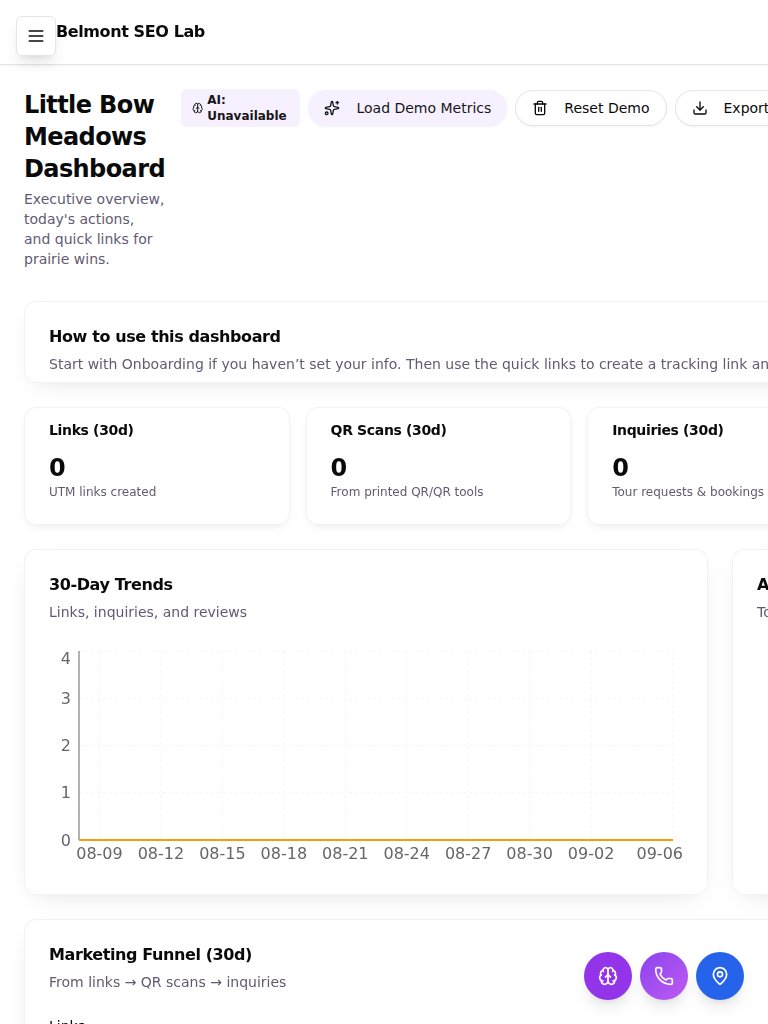 Belmont SEO Lab
Little Bow
Meadows
Dashboard
Executive overview,
today's actions,
and quick links for
prairie wins.
AI:
Unavailable
Load Demo Metrics
Reset Demo
Export
How to use this dashboard
Start with Onboarding if you haven’t set your info. Then use the quick links to create a tracking link an
Links (30d)
0
UTM links created
QR Scans (30d)
0
From printed QR/QR tools
Inquiries (30d)
0
Tour requests & bookings
30-Day Trends
Links, inquiries, and reviews
4
3
2
1
0
08-09 08-12 08-15 08-18 08-21 08-24 08-27 08-30 09-02 09-06
A
Marketing Funnel (30d)
From links → QR scans → inquiries
Links